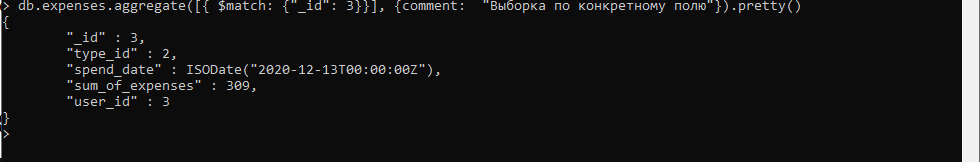 > db.expenses.aggregate([{ $match: {"_id": 3}}], {comment:  "Выборка по конкретному полю"}).pretty()
{
        "_id" : 3,
        "type_id" : 2,
        "spend_date" : ISODate("2020-12-13T00:00:00Z"),
        "sum_of_expenses" : 309,
        "user_id" : 3
}
>